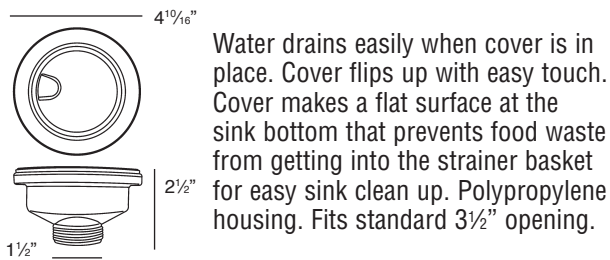 4¹⁰⁄₁₆”
Water drains easily when cover is in
place. Cover flips up with easy touch.
Cover makes a flat surface at the
sink bottom that prevents food waste
from getting into the strainer basket
for easy sink clean up. Polypropylene
housing. Fits standard 3½” opening.
2½”
1½”